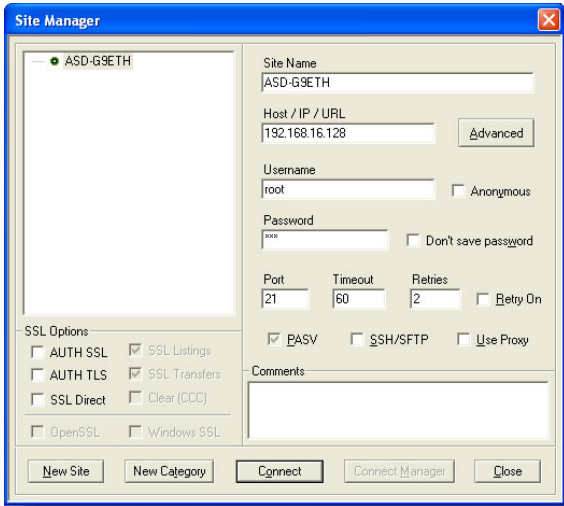 Site Manager
ASD-G9ETH
Site Name
ASD-G9ETH
Host / IP / URL
192.168.16.128
Advanced
Username
root
Anonymous
Password
***
Don't save password
Port Timeout Retries
21 60 2 Retry On
PASV SSH/SFTP Use Proxy
SSL Options
AUTH SSL SSL Listings
AUTH TLS SSL Transfers
SSL Direct Clear (CCC)
OpenSSL Windows SSL
Comments
New Site New Category Connect Connect Manager Close